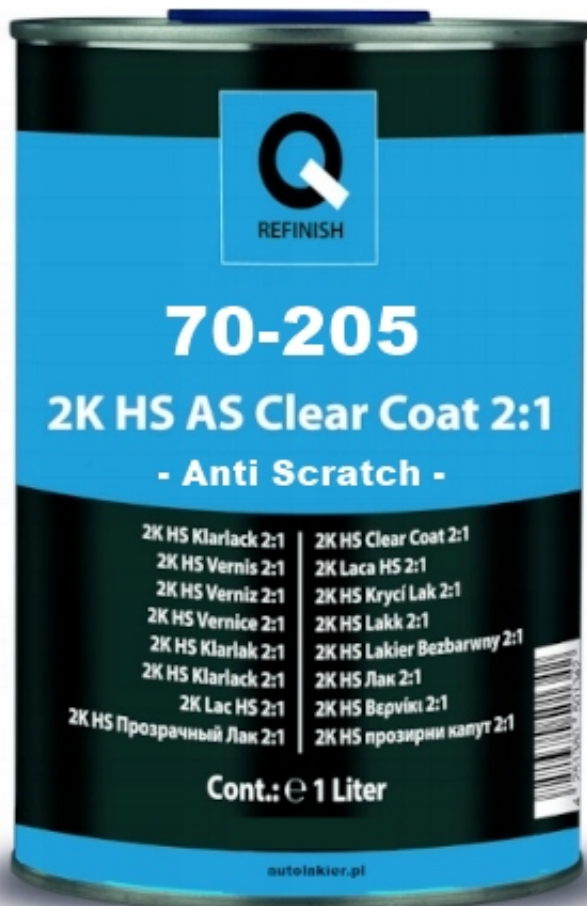 Q
REFINISH
70-205
2K HS AS Clear Coat 2:1
- Anti Scratch -
2K HS Klarlack 2:1
2K HS Vernis 2:1
2K HS Verniz 2:1
2K HS Vernice 2:1
2K HS Klarlak 2:1
2K HS Klarlack 2:1
2K Lac HS 2:1
2K HS Прозрачный Лак 2:1
2K HS Clear Coat 2:1
2K Laca HS 2:1
2K HS Krycí Lak 2:1
2K HS Lakk 2:1
2K HS Lakier Bezbarwny 2:1
2K HS Лак 2:1
2K HS Βερνίκι 2:1
2K HS прозирни капут 2:1
Cont.: ℮ 1 Liter
autolakier.pl